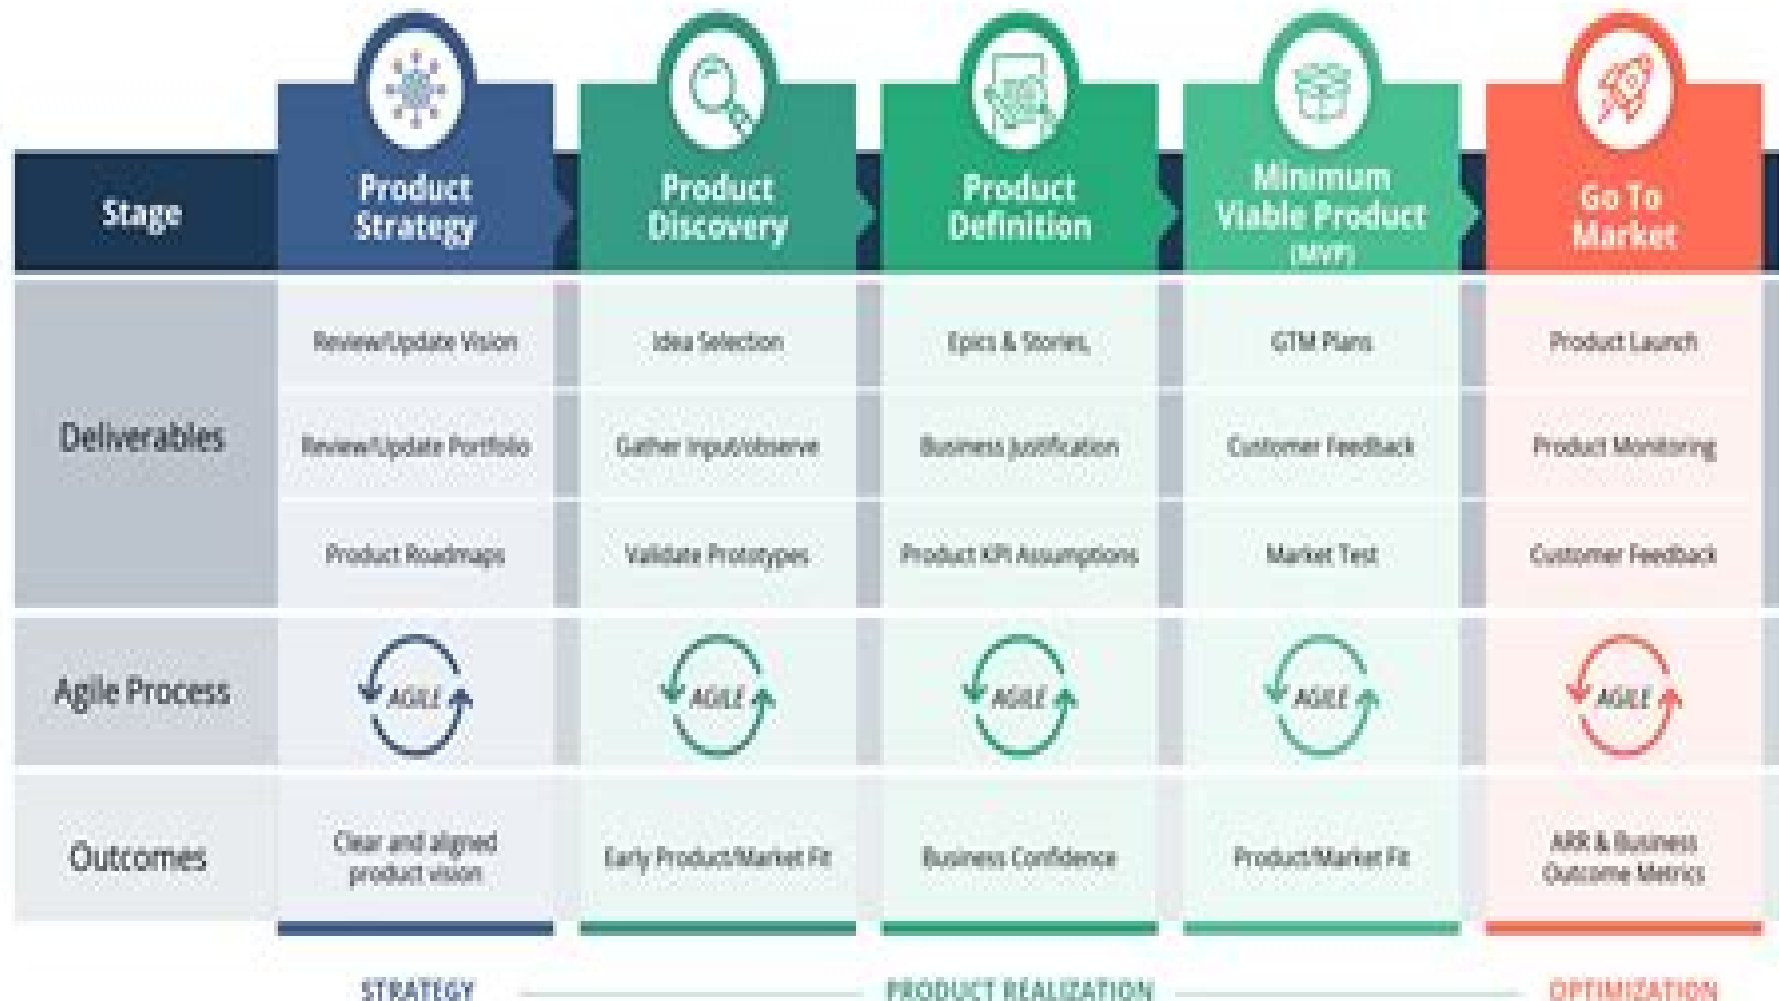 Stage
Product
Strategy
Product
Discovery
Product
Definition
Minimum
Viable Product
(MVP)
Go To
Market
Deliverables
Review/Update Vision
Idea Selection
Epics & Stories,
GTM Plans
Product Launch
Review/Update Portfolio
Gather Input/observe
Business Justification
Customer Feedback
Product Monitoring
Product Roadmaps
Validate Prototypes
Product KPI Assumptions
Market Test
Customer Feedback
Agile Process
AGILE
AGILE
AGILE
AGILE
AGILE
Outcomes
Clear and aligned
product vision
Early Product/Market Fit
Business Confidence
Product/Market Fit
ARR & Business
Outcome Metrics
STRATEGY
PRODUCT REALIZATION
OPTIMIZATION